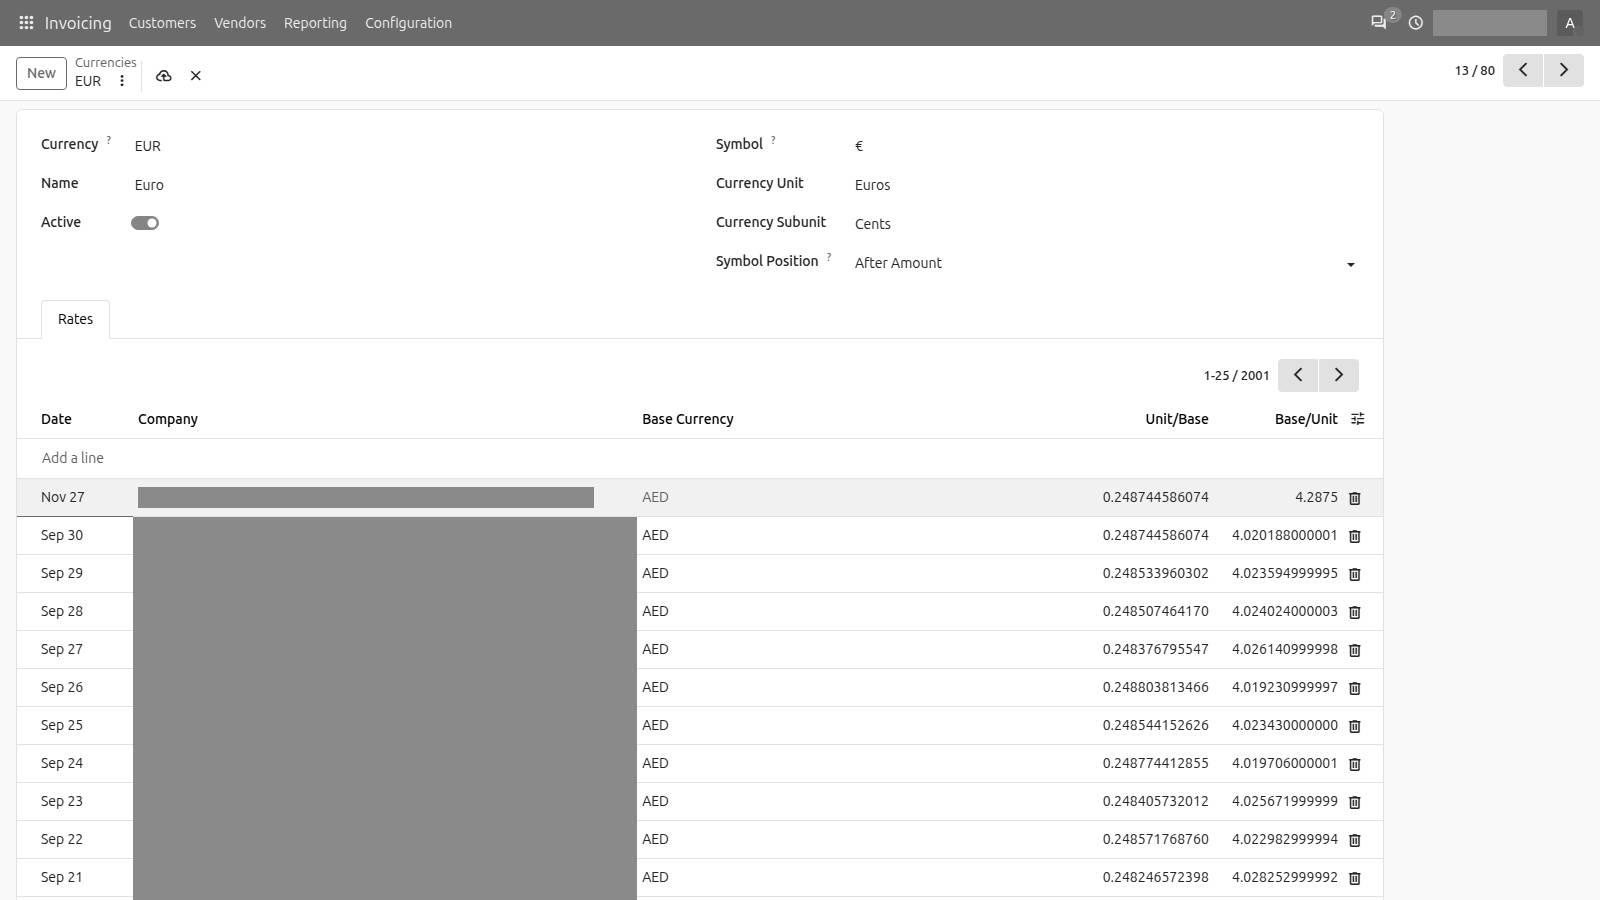 Invoicing Customers Vendors Reporting Configuration 2 A
New Currencies
EUR 13 / 80
Currency ? EUR Symbol ? €
Name Euro Currency Unit Euros
Active Currency Subunit Cents
Symbol Position ? After Amount
Rates
1-25 / 2001
Date Company Base Currency Unit/Base Base/Unit
Add a line
Nov 27 AED 0.248744586074 4.2875
Sep 30 AED 0.248744586074 4.020188000001
Sep 29 AED 0.248533960302 4.023594999995
Sep 28 AED 0.248507464170 4.024024000003
Sep 27 AED 0.248376795547 4.026140999998
Sep 26 AED 0.248803813466 4.019230999997
Sep 25 AED 0.248544152626 4.023430000000
Sep 24 AED 0.248774412855 4.019706000001
Sep 23 AED 0.248405732012 4.025671999999
Sep 22 AED 0.248571768760 4.022982999994
Sep 21 AED 0.248246572398 4.028252999992